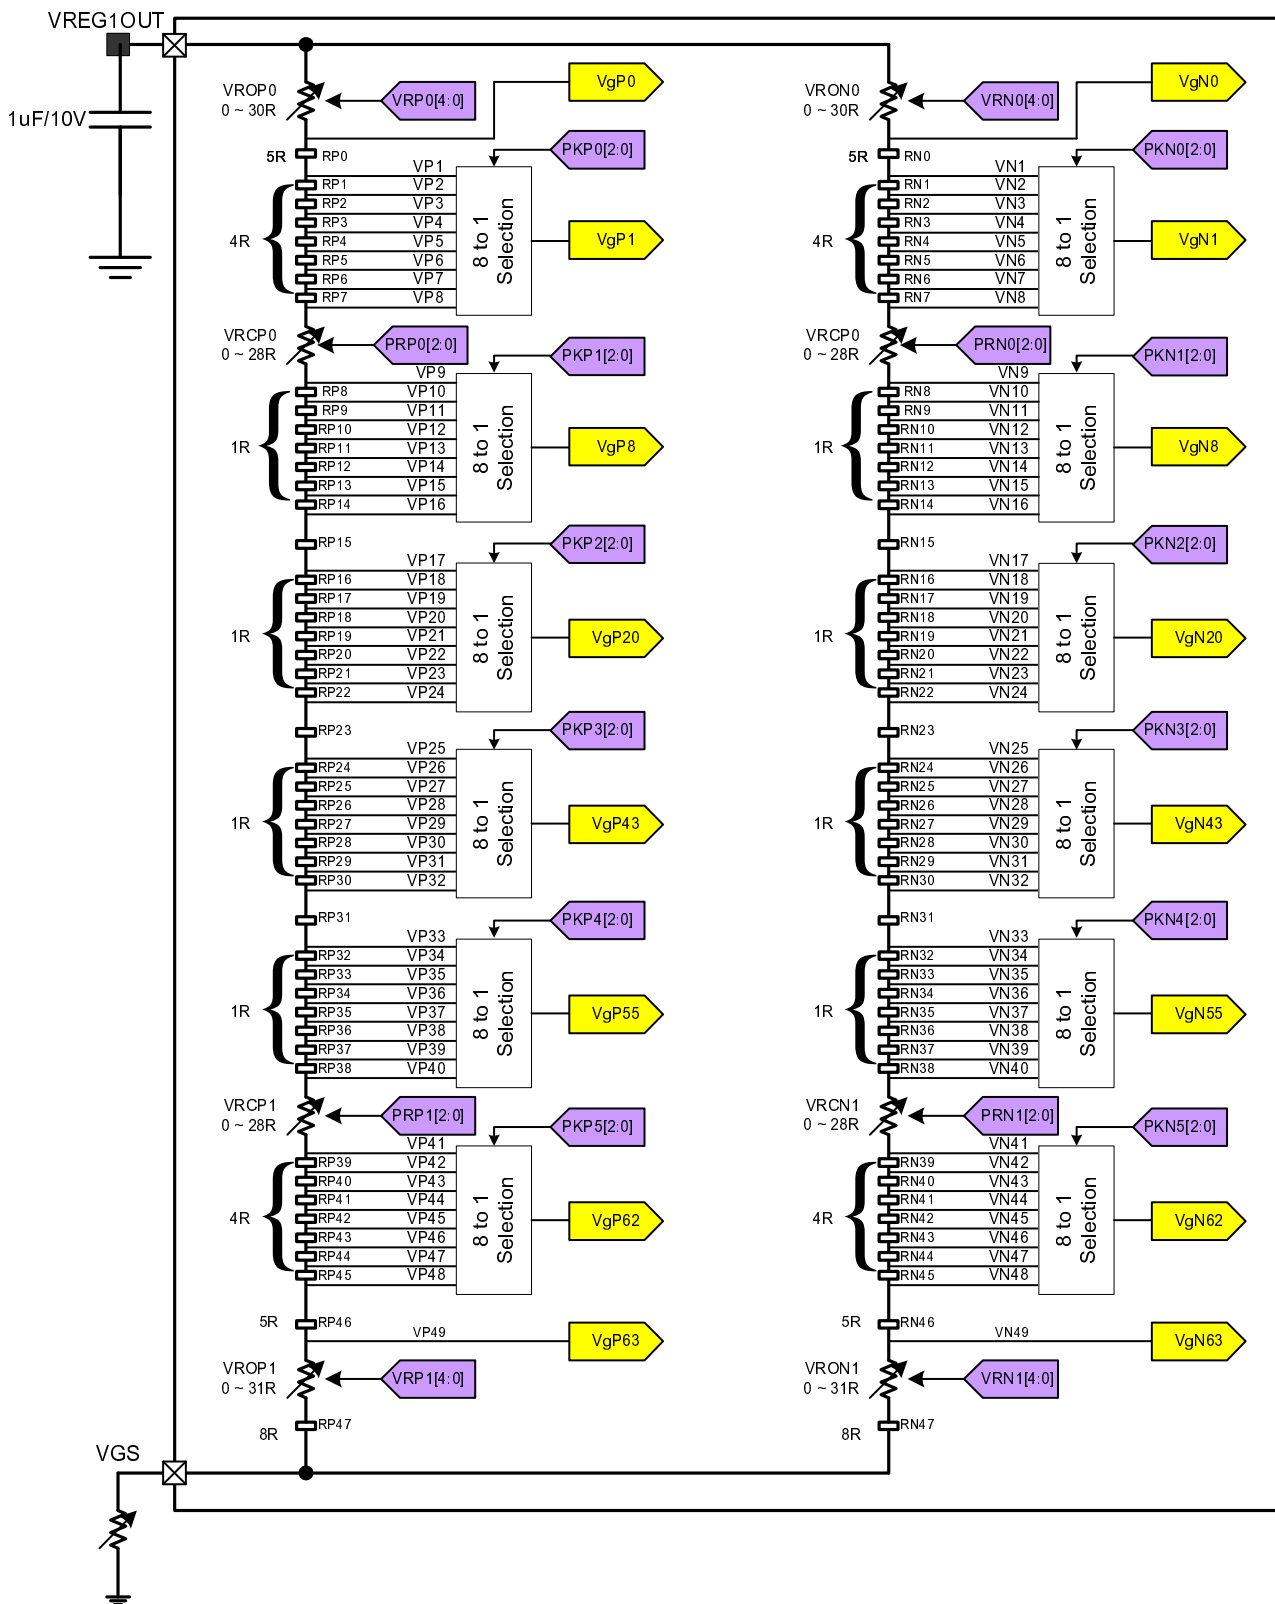 VREG1OUT
1uF/10V
VROP0
0 ~ 30R
VRP0[4:0]
VgP0
5R
RP0
PKP0[2:0]
VP1
RP1
VP2
RP2
VP3
RP3
VP4
4R
RP4
VP5
RP5
VP6
RP6
VP7
RP7
VP8
8 to 1
Selection
VgP1
VRCP0
0 ~ 28R
PRP0[2:0]
PKP1[2:0]
VP9
RP8
VP10
RP9
VP11
RP10
VP12
1R
RP11
VP13
RP12
VP14
RP13
VP15
RP14
VP16
8 to 1
Selection
VgP8
RP15
PKP2[2:0]
VP17
RP16
VP18
RP17
VP19
RP18
VP20
1R
RP19
VP21
RP20
VP22
RP21
VP23
RP22
VP24
8 to 1
Selection
VgP20
RP23
PKP3[2:0]
VP25
RP24
VP26
RP25
VP27
RP26
VP28
1R
RP27
VP29
RP28
VP30
RP29
VP31
RP30
VP32
8 to 1
Selection
VgP43
RP31
PKP4[2:0]
VP33
RP32
VP34
RP33
VP35
RP34
VP36
1R
RP35
VP37
RP36
VP38
RP37
VP39
RP38
VP40
8 to 1
Selection
VgP55
VRCP1
0 ~ 28R
PRP1[2:0]
PKP5[2:0]
VP41
RP39
VP42
RP40
VP43
RP41
VP44
4R
RP42
VP45
RP43
VP46
RP44
VP47
RP45
VP48
8 to 1
Selection
VgP62
5R
RP46
VP49
VgP63
VROP1
0 ~ 31R
VRP1[4:0]
8R
RP47
VGS
VRON0
0 ~ 30R
VRN0[4:0]
VgN0
5R
RN0
PKN0[2:0]
VN1
RN1
VN2
RN2
VN3
RN3
VN4
4R
RN4
VN5
RN5
VN6
RN6
VN7
RN7
VN8
8 to 1
Selection
VgN1
VRCP0
0 ~ 28R
PRN0[2:0]
PKN1[2:0]
VN9
RN8
VN10
RN9
VN11
RN10
VN12
1R
RN11
VN13
RN12
VN14
RN13
VN15
RN14
VN16
8 to 1
Selection
VgN8
RN15
PKN2[2:0]
VN17
RN16
VN18
RN17
VN19
RN18
VN20
1R
RN19
VN21
RN20
VN22
RN21
VN23
RN22
VN24
8 to 1
Selection
VgN20
RN23
PKN3[2:0]
VN25
RN24
VN26
RN25
VN27
RN26
VN28
1R
RN27
VN29
RN28
VN30
RN29
VN31
RN30
VN32
8 to 1
Selection
VgN43
RN31
PKN4[2:0]
VN33
RN32
VN34
RN33
VN35
RN34
VN36
1R
RN35
VN37
RN36
VN38
RN37
VN39
RN38
VN40
8 to 1
Selection
VgN55
VRCN1
0 ~ 28R
PRN1[2:0]
PKN5[2:0]
VN41
RN39
VN42
RN40
VN43
RN41
VN44
4R
RN42
VN45
RN43
VN46
RN44
VN47
RN45
VN48
8 to 1
Selection
VgN62
5R
RN46
VN49
VgN63
VRON1
0 ~ 31R
VRN1[4:0]
8R
RN47